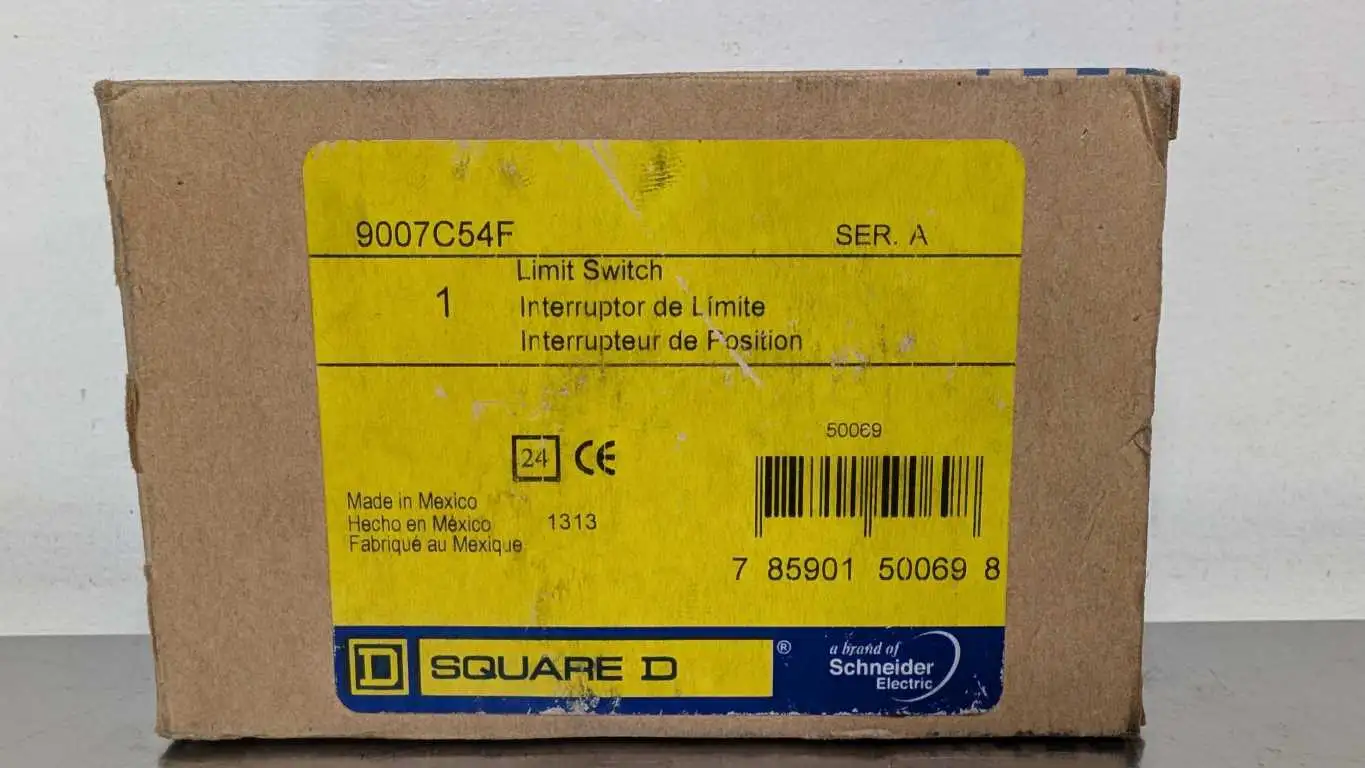 9007C54F SER. A
1 Limit Switch
Interruptor de Límite
Interrupteur de Position
50069
24 CE
Made in Mexico
Hecho en México 1313
Fabriqué au Mexique
7 85901 50069 8
D SQUARE D ®
a brand of
Schneider
Electric